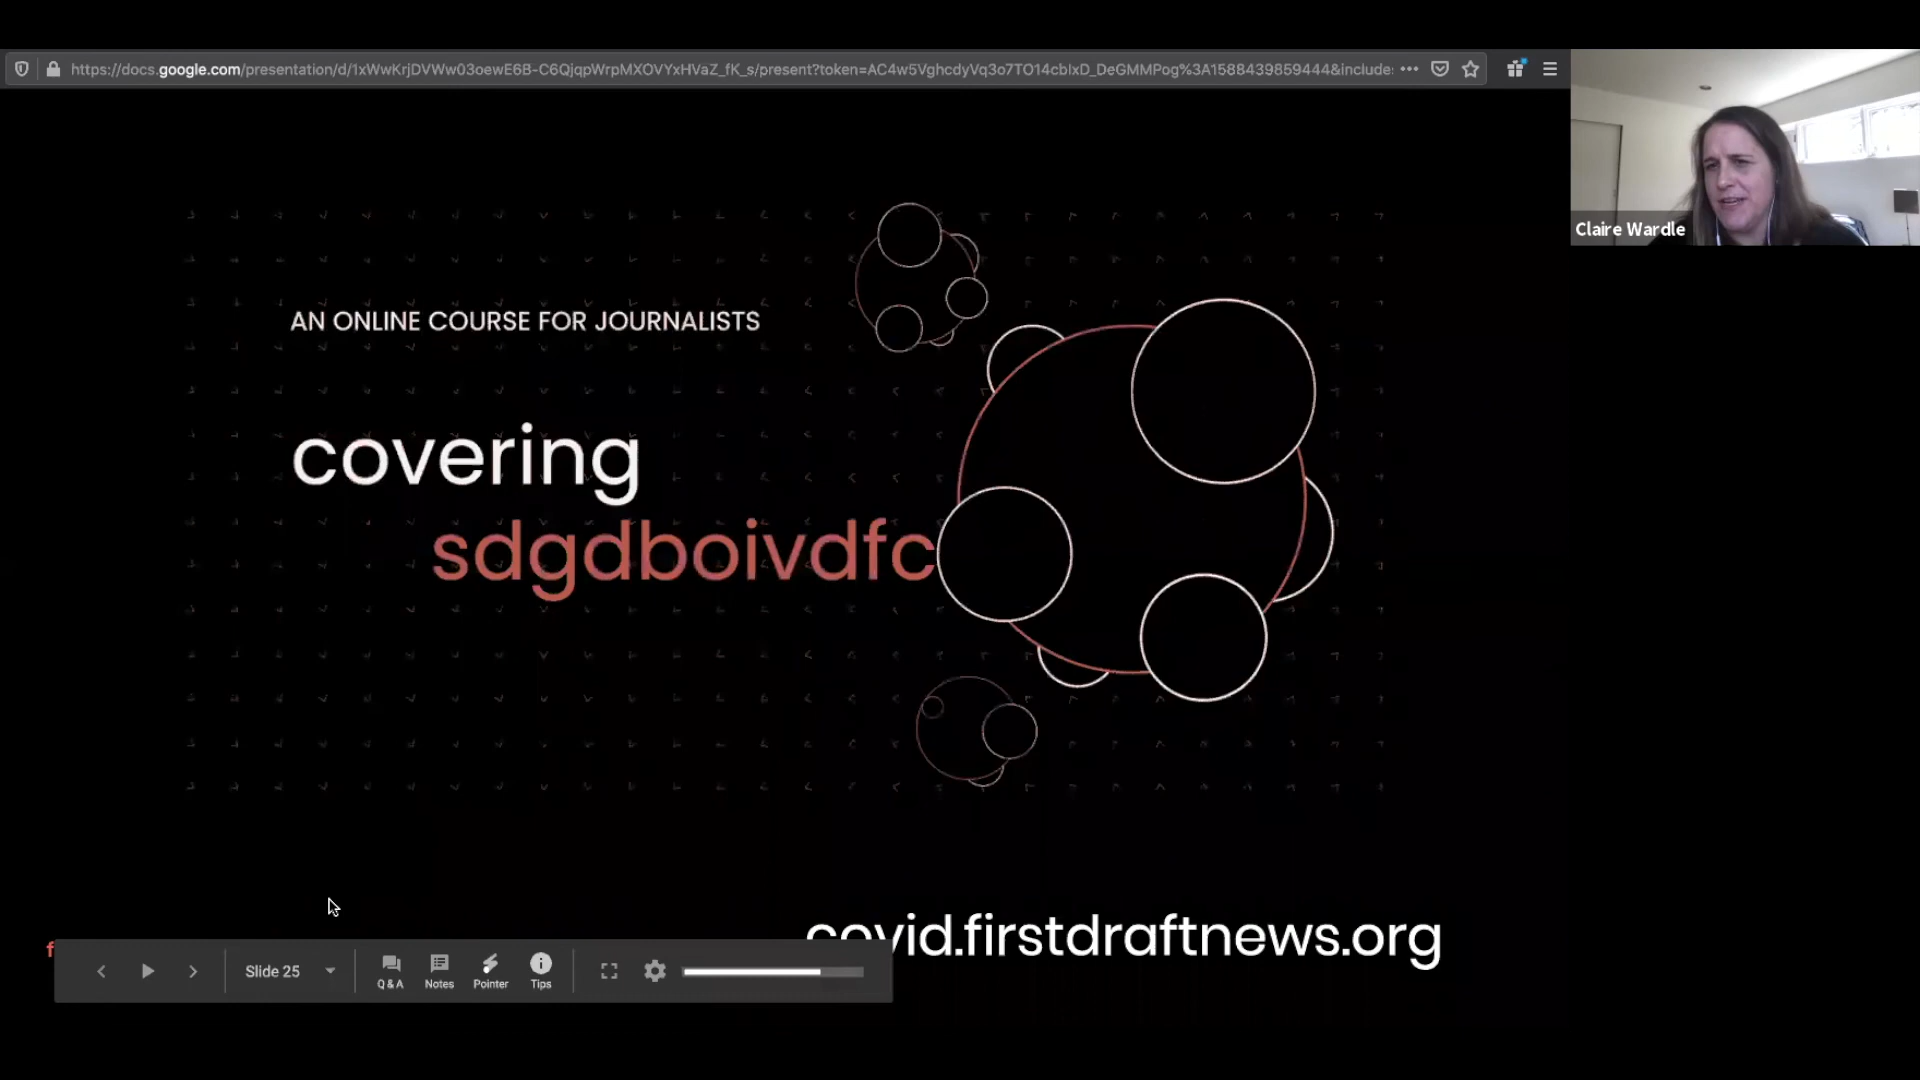 https://docs.google.com/presentation/d/1xWwKrjDVWw03oewE6B-C6QjqpWrpMXOVYxHVaZ_fK_s/present?token=AC4w5VghcdyVq3o7TO14cbIxD_DeGMMPog%3A1588439859444&include:
Claire Wardle
AN ONLINE COURSE FOR JOURNALISTS
covering
sdgdboivdfc
covid.firstdraftnews.org
f
Slide 25
Q&A
Notes
Pointer
Tips